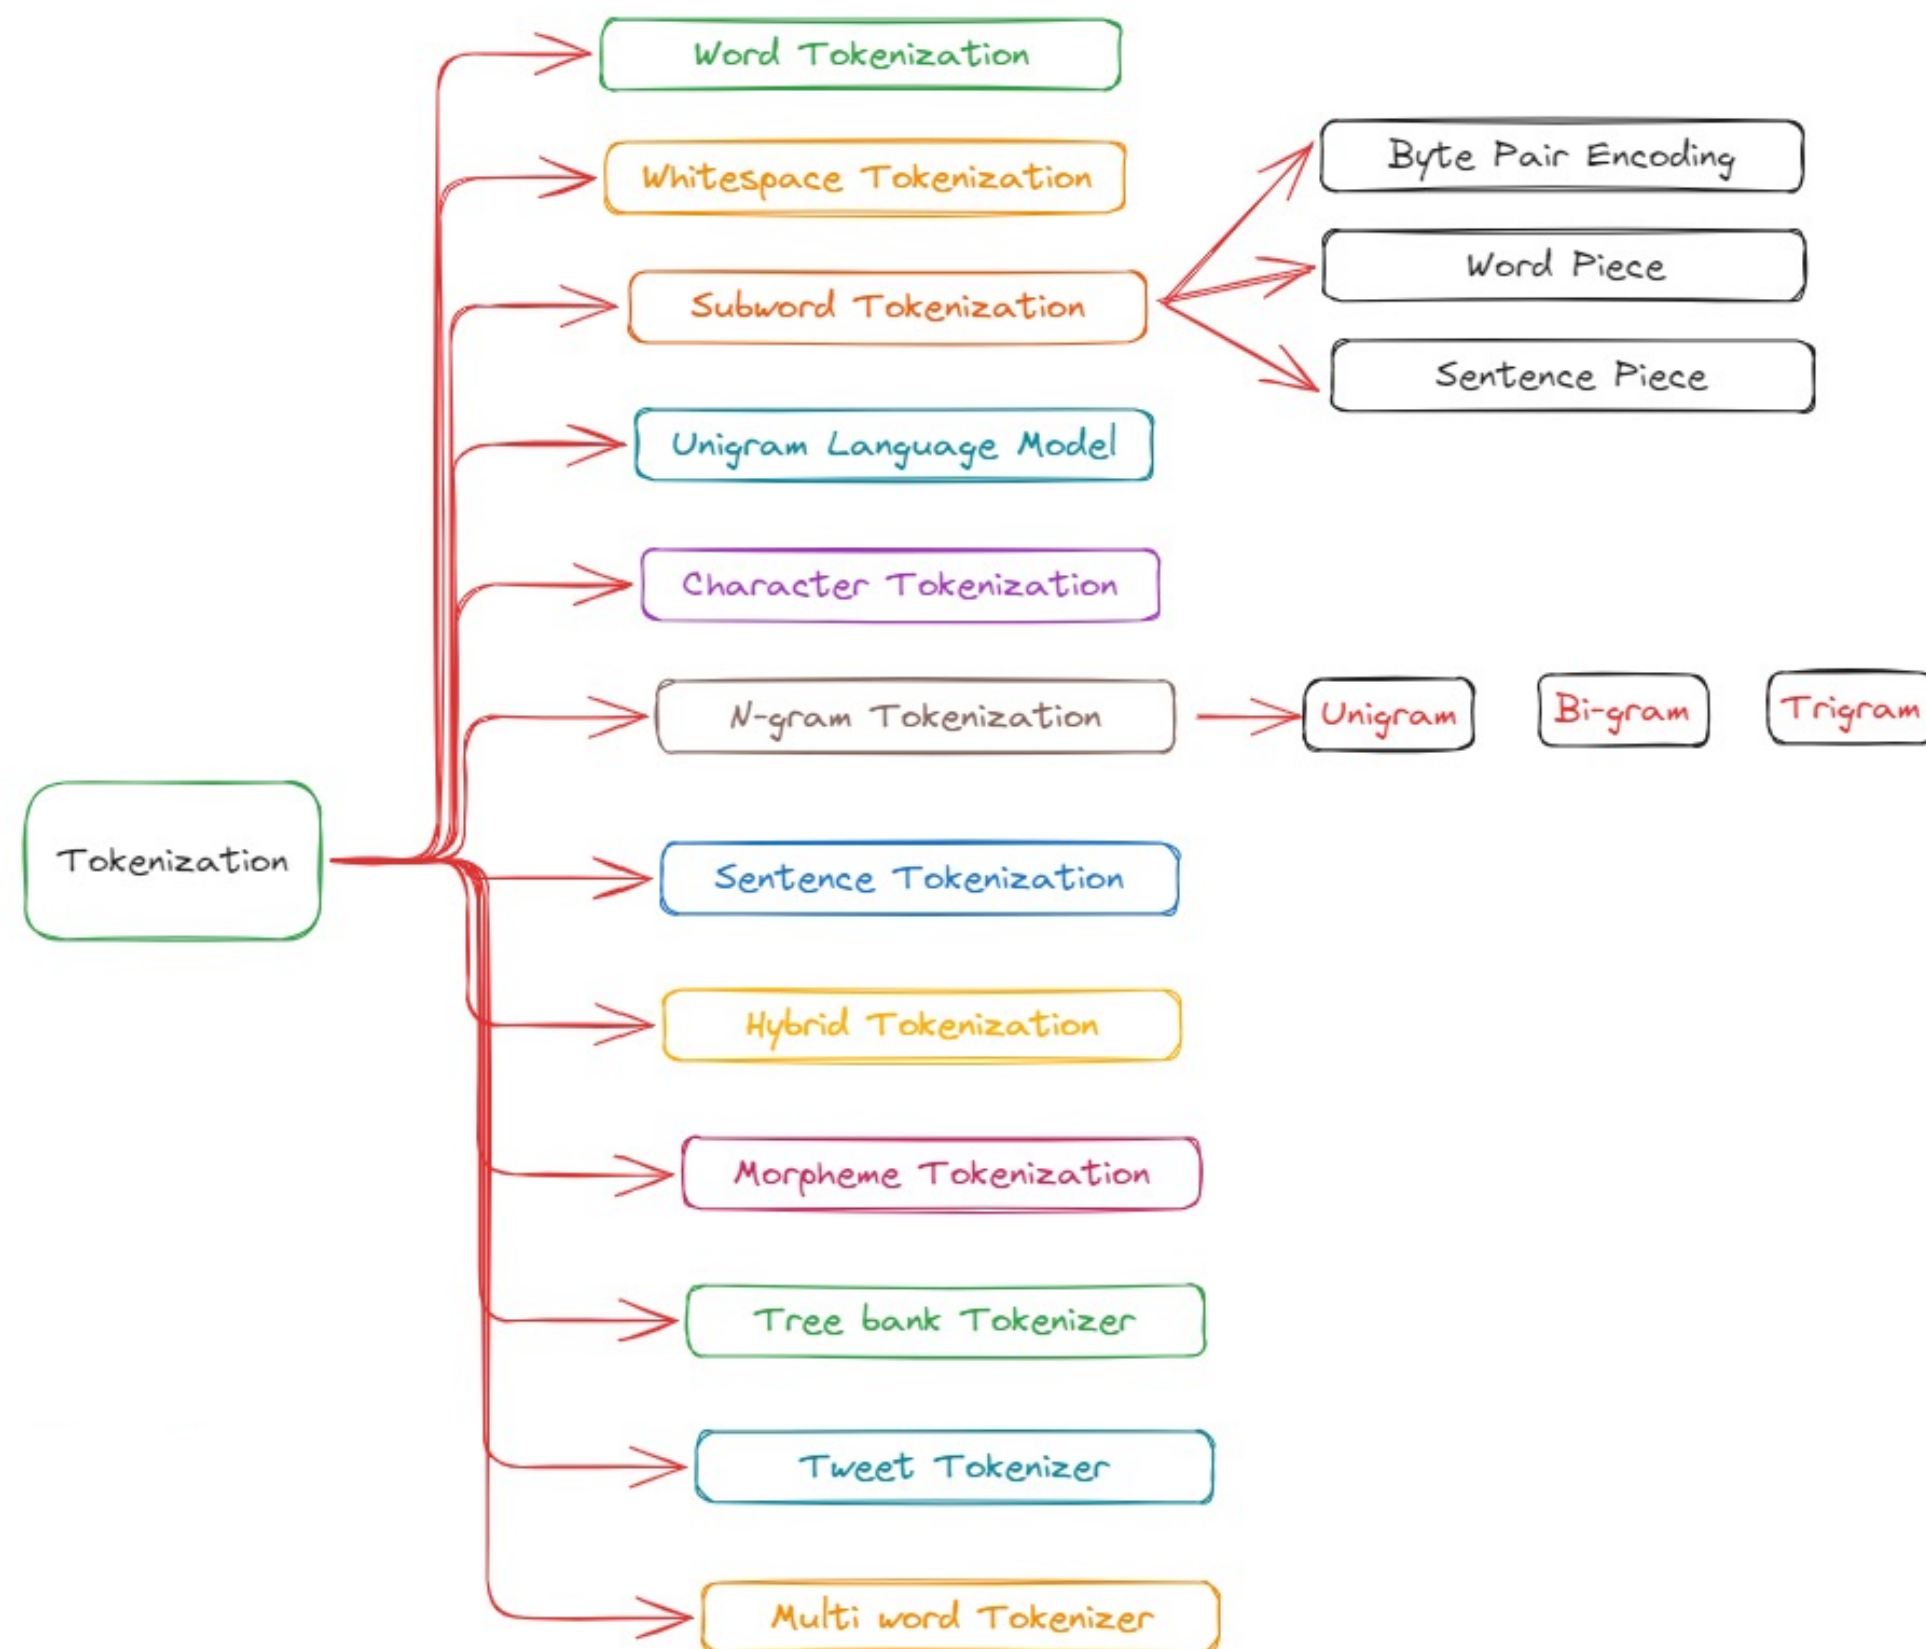 Word Tokenization
Whitespace Tokenization
Byte Pair Encoding
Word Piece
Subword Tokenization
Sentence Piece
Unigram Language Model
Character Tokenization
N-gram Tokenization Unigram Bi-gram Trigram
Tokenization
Sentence Tokenization
Hybrid Tokenization
Morpheme Tokenization
Tree bank Tokenizer
Tweet Tokenizer
Multi word Tokenizer